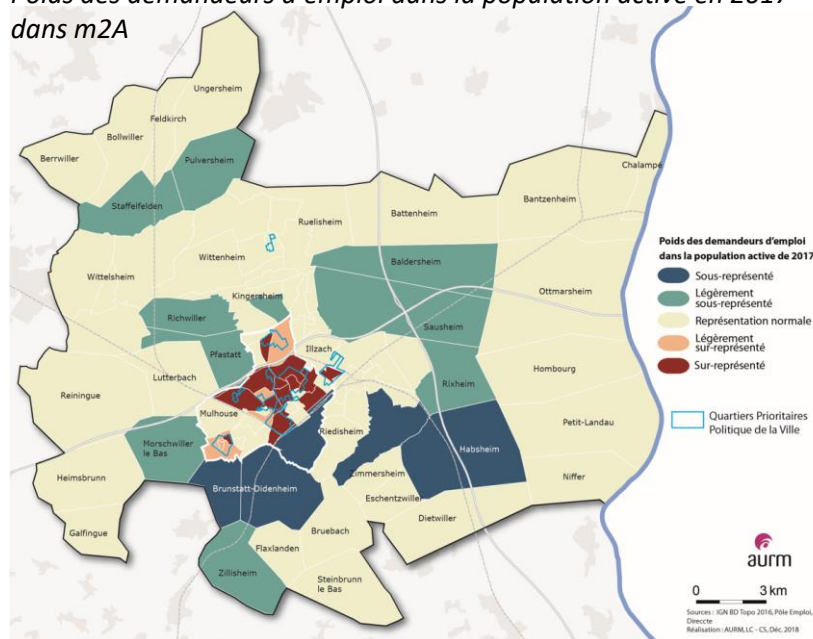 Poids des demandeurs d'emploi dans la population active en 2017
dans m2A
Ungersheim
Feldkirch
Bollwiller
Berrwiller
Pulversheim
Staffelfelden
Chalampé
Bantzenheim
Battenheim
Ruelisheim
Wittenheim
Wittelsheim
Baldersheim
Ottmarsheim
Kingersheim
Richwiller
Sausheim
Illzach
Pfastatt
Lutterbach
Hombourg
Reiningue
Rixheim
Mulhouse
Petit-Landau
Riedisheim
Morschwiller
le Bas
Habsheim
Heimsbrunn
Zimmersheim
Niffer
Brunstatt-Didenheim
Eschentzwiller
Dietwiller
Galfingue
Bruebach
Flaxlanden
Zillisheim
Steinbrunn
le Bas
Poids des demandeurs d'emploi
dans la population active de 2017
Sous-représenté
Légèrement
sous-représenté
Représentation normale
Légèrement
sur-représenté
Sur-représenté
Quartiers Prioritaires
Politique de la Ville
aurm
0 3 km
Sources : IGN BD Topo 2016, Pôle Emploi,
Direccte
Réalisation : AURM, LC - CS, Déc. 2018